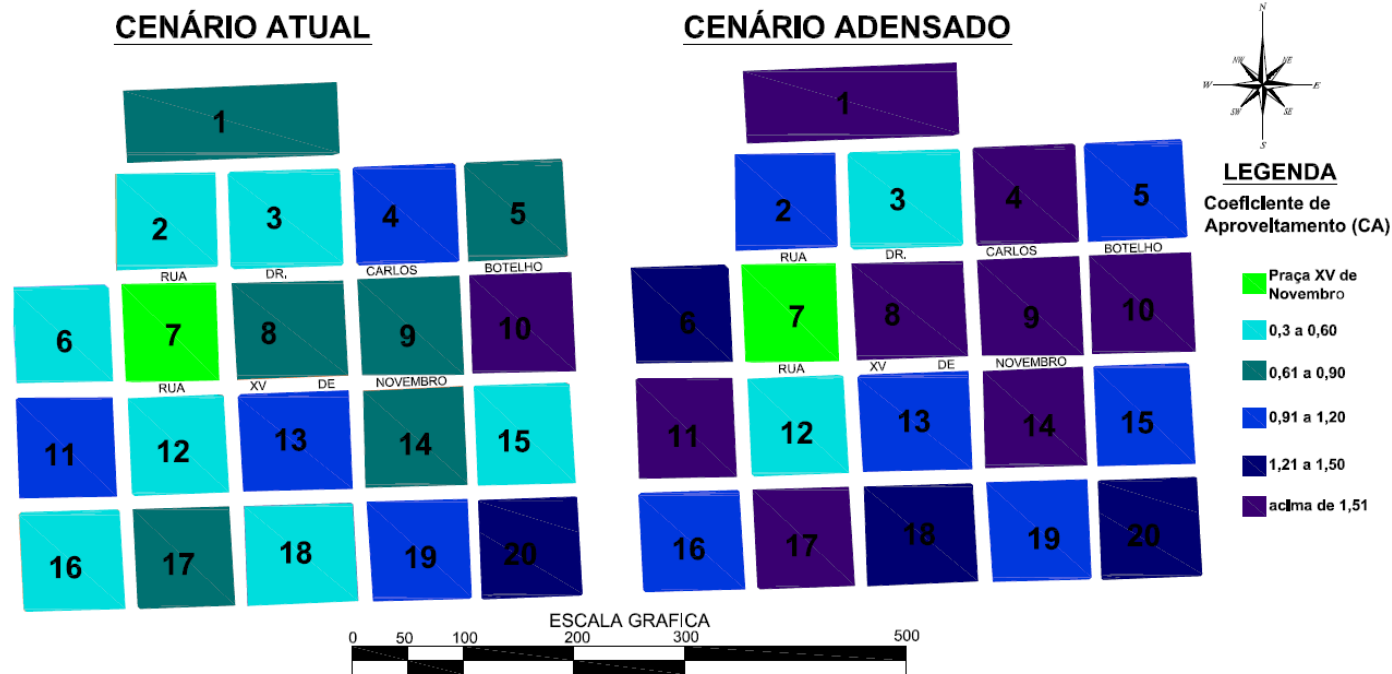 CENÁRIO ATUAL
CENÁRIO ADENSADO
1
2
3
4
5
RUA DR. CARLOS BOTELHO
6
7
8
9
10
RUA XV DE NOVEMBRO
11
12
13
14
15
16
17
18
19
20
1
2
3
4
5
RUA DR. CARLOS BOTELHO
6
7
8
9
10
RUA XV DE NOVEMBRO
11
12
13
14
15
16
17
18
19
20
N
NW
NE
W
E
SW
SE
S
LEGENDA
Coeficiente de
Aproveitamento (CA)
Praça XV de
Novembro
0,3 a 0,60
0,61 a 0,90
0,91 a 1,20
1,21 a 1,50
acima de 1,51
ESCALA GRAFICA
0 50 100 200 300 500